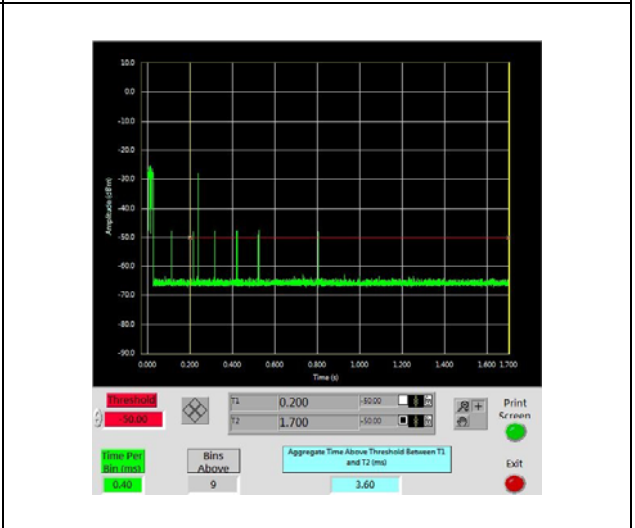 10.0
0.0
-10.0
-20.0
-30.0
-40.0
-50.0
-60.0
-70.0
-80.0
-90.0
Amplitude (dBm)
0.000 0.200 0.400 0.600 0.800 1.000 1.200 1.400 1.600 1.700
Time (s)
Threshold
-50.00
T1 0.200 -50.00
T2 1.700 -50.00
Print
Screen
Time Per
Bin (ms)
0.40
Bins
Above
9
Aggregate Time Above Threshold Between T1
and T2 (ms)
3.60
Exit